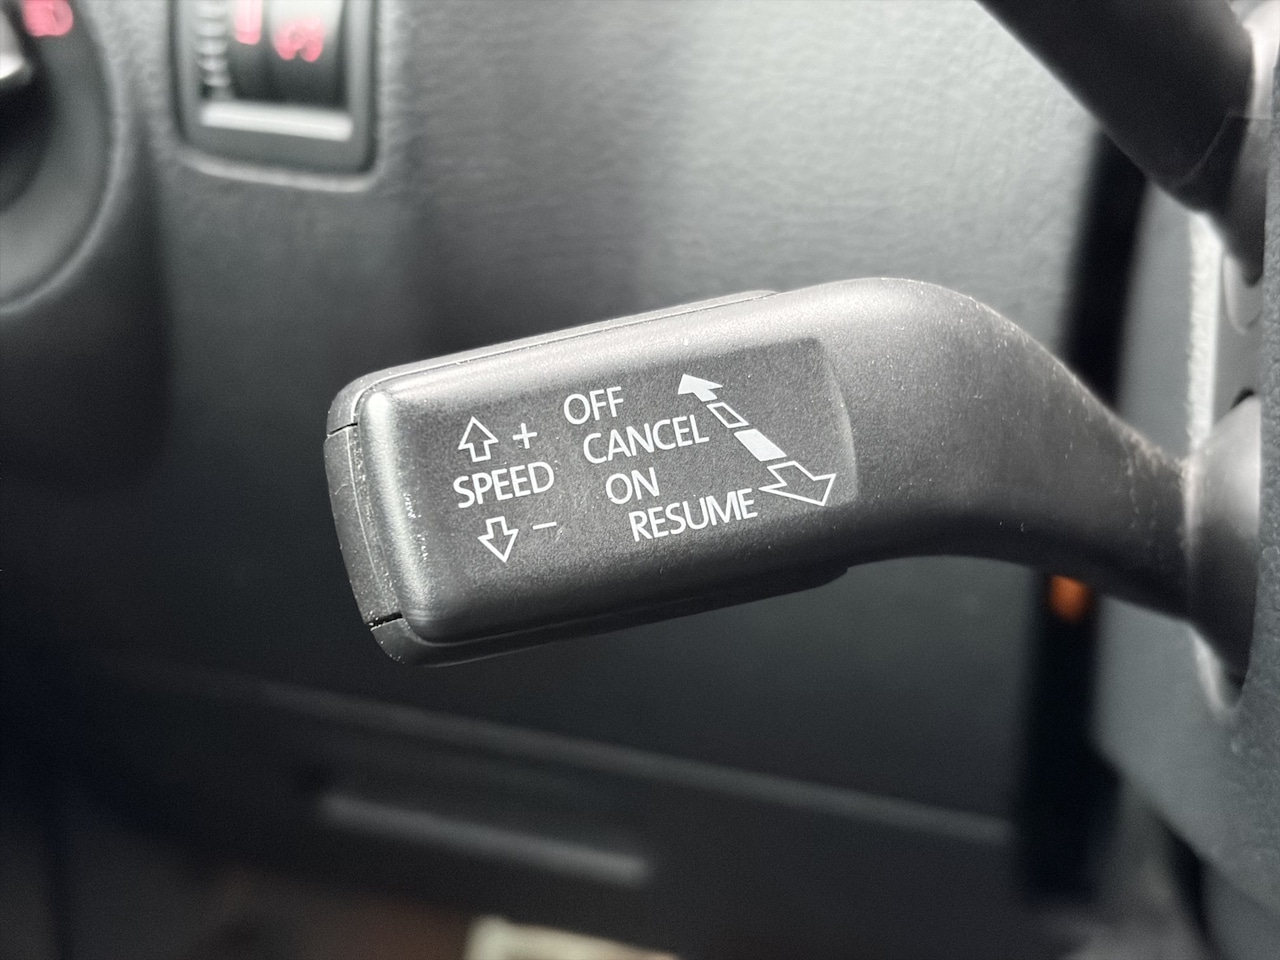 +
SPEED
–
OFF
CANCEL
ON
RESUME